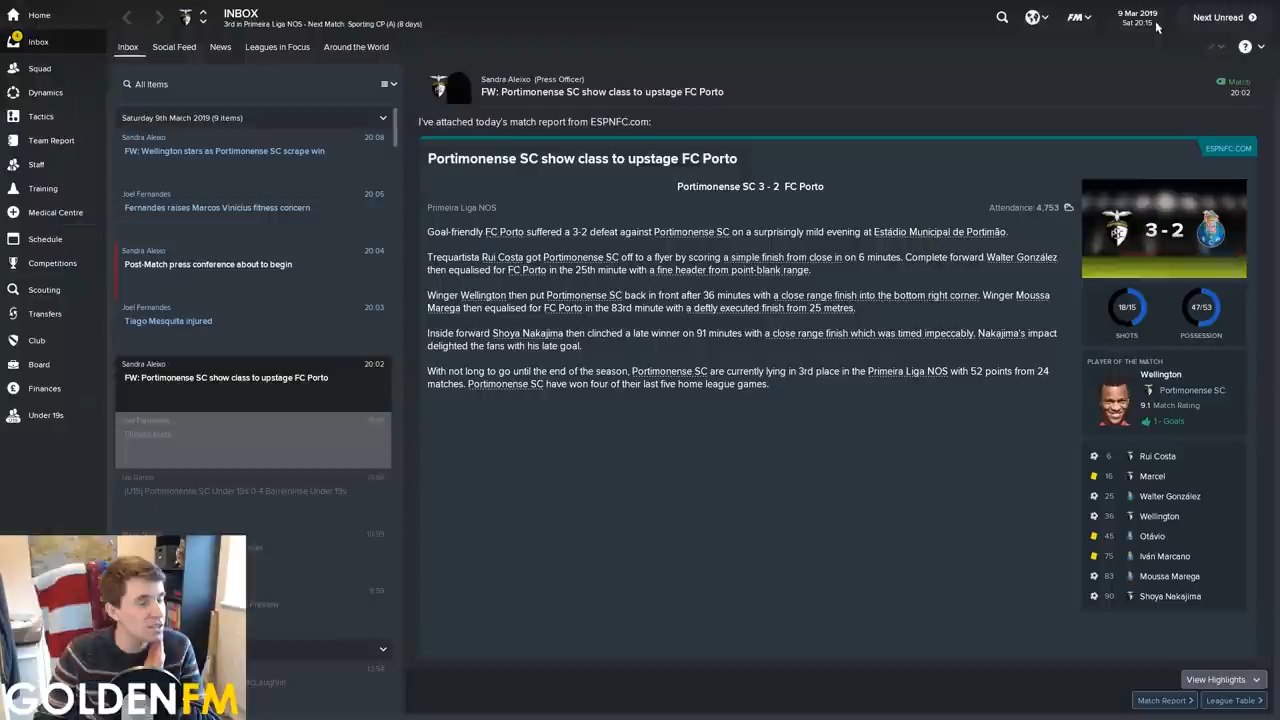 Home
Inbox
4
Squad
Dynamics
Tactics
Team Report
Staff
Training
Medical Centre
Schedule
Competitions
Scouting
Transfers
Club
Board
Finances
Under 19s
INBOX
3rd in Primeira Liga NOS - Next Match Sporting CP (A) (8 days)
FM
9 Mar 2019
Sat 20:15
Next Unread
Inbox
Social Feed
News
Leagues in Focus
Around the World
?
All Items
Saturday 9th March 2019 (9 items)
Sandra Aleixo 20:08
FW: Wellington stars as Portimonense SC scrape win
Joel Fernandes 20:05
Fernandes raises Marcos Vinícius fitness concern
Sandra Aleixo 20:04
Post-Match press conference about to begin
Joel Fernandes 20:03
Tiago Mesquita injured
Sandra Aleixo 20:02
FW: Portimonense SC show class to upstage FC Porto
(U19) Portimonense SC Under 19s 0-4 Barreirense Under 19s
10:59
9:59
Preview
13:54
Sandra Aleixo (Press Officer)
FW: Portimonense SC show class to upstage FC Porto
Match
20:02
I've attached today's match report from ESPNFC.com:
ESPNFC.COM
Portimonense SC show class to upstage FC Porto
Portimonense SC 3 - 2 FC Porto
Primeira Liga NOS
Attendance: 4,753
Goal-friendly FC Porto suffered a 3-2 defeat against Portimonense SC on a surprisingly mild evening at Estádio Municipal de Portimão.
Trequartista Rui Costa got Portimonense SC off to a flyer by scoring a simple finish from close in on 6 minutes. Complete forward Walter González
then equalised for FC Porto in the 25th minute with a fine header from point-blank range.
Winger Wellington then put Portimonense SC back in front after 36 minutes with a close range finish into the bottom right corner. Winger Moussa
Marega then equalised for FC Porto in the 83rd minute with a deftly executed finish from 25 metres.
Inside forward Shoya Nakajima then clinched a late winner on 91 minutes with a close range finish which was timed impeccably. Nakajima's impact
delighted the fans with his late goal.
With not long to go until the end of the season, Portimonense SC are currently lying in 3rd place in the Primeira Liga NOS with 52 points from 24
matches. Portimonense SC have won four of their last five home league games.
3-2
18/15
SHOTS
47/53
POSSESSION
PLAYER OF THE MATCH
Wellington
Portimonense SC
9.1 Match Rating
1 - Goals
6 Rui Costa
16 Marcel
25 Walter González
36 Wellington
45 Otávio
75 Iván Marcano
83 Moussa Marega
90 Shoya Nakajima
View Highlights
Match Report
League Table
GOLDENFM